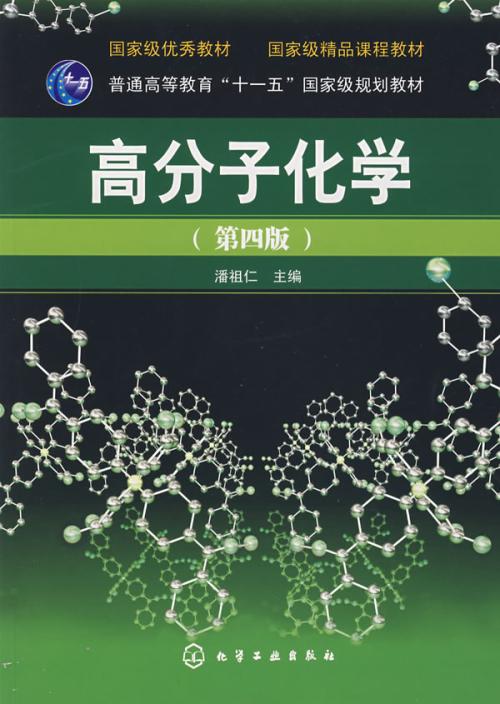 国家级优秀教材 国家级精品课程教材
十一五
普通高等教育“十一五”国家级规划教材
高分子化学
(第四版)
潘祖仁 主编
化学工业出版社